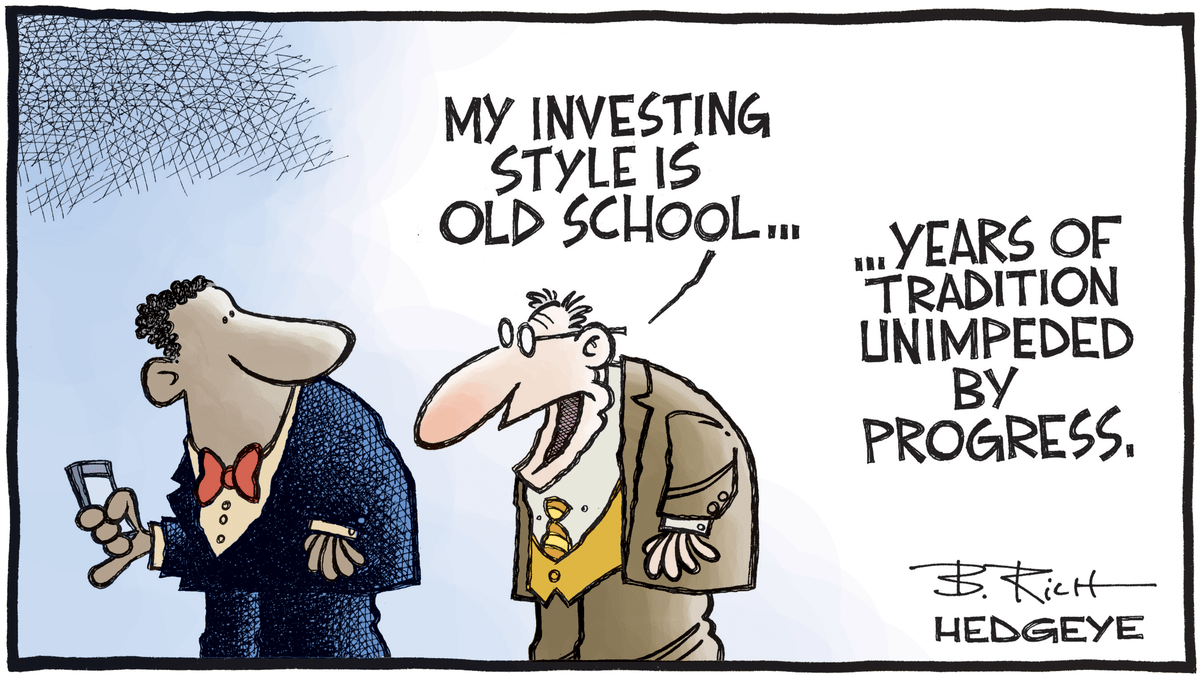 MY INVESTING
STYLE IS
OLD SCHOOL...
...YEARS OF
TRADITION
UNIMPEDED
BY
PROGRESS.
B. RICH
HEDGEYE